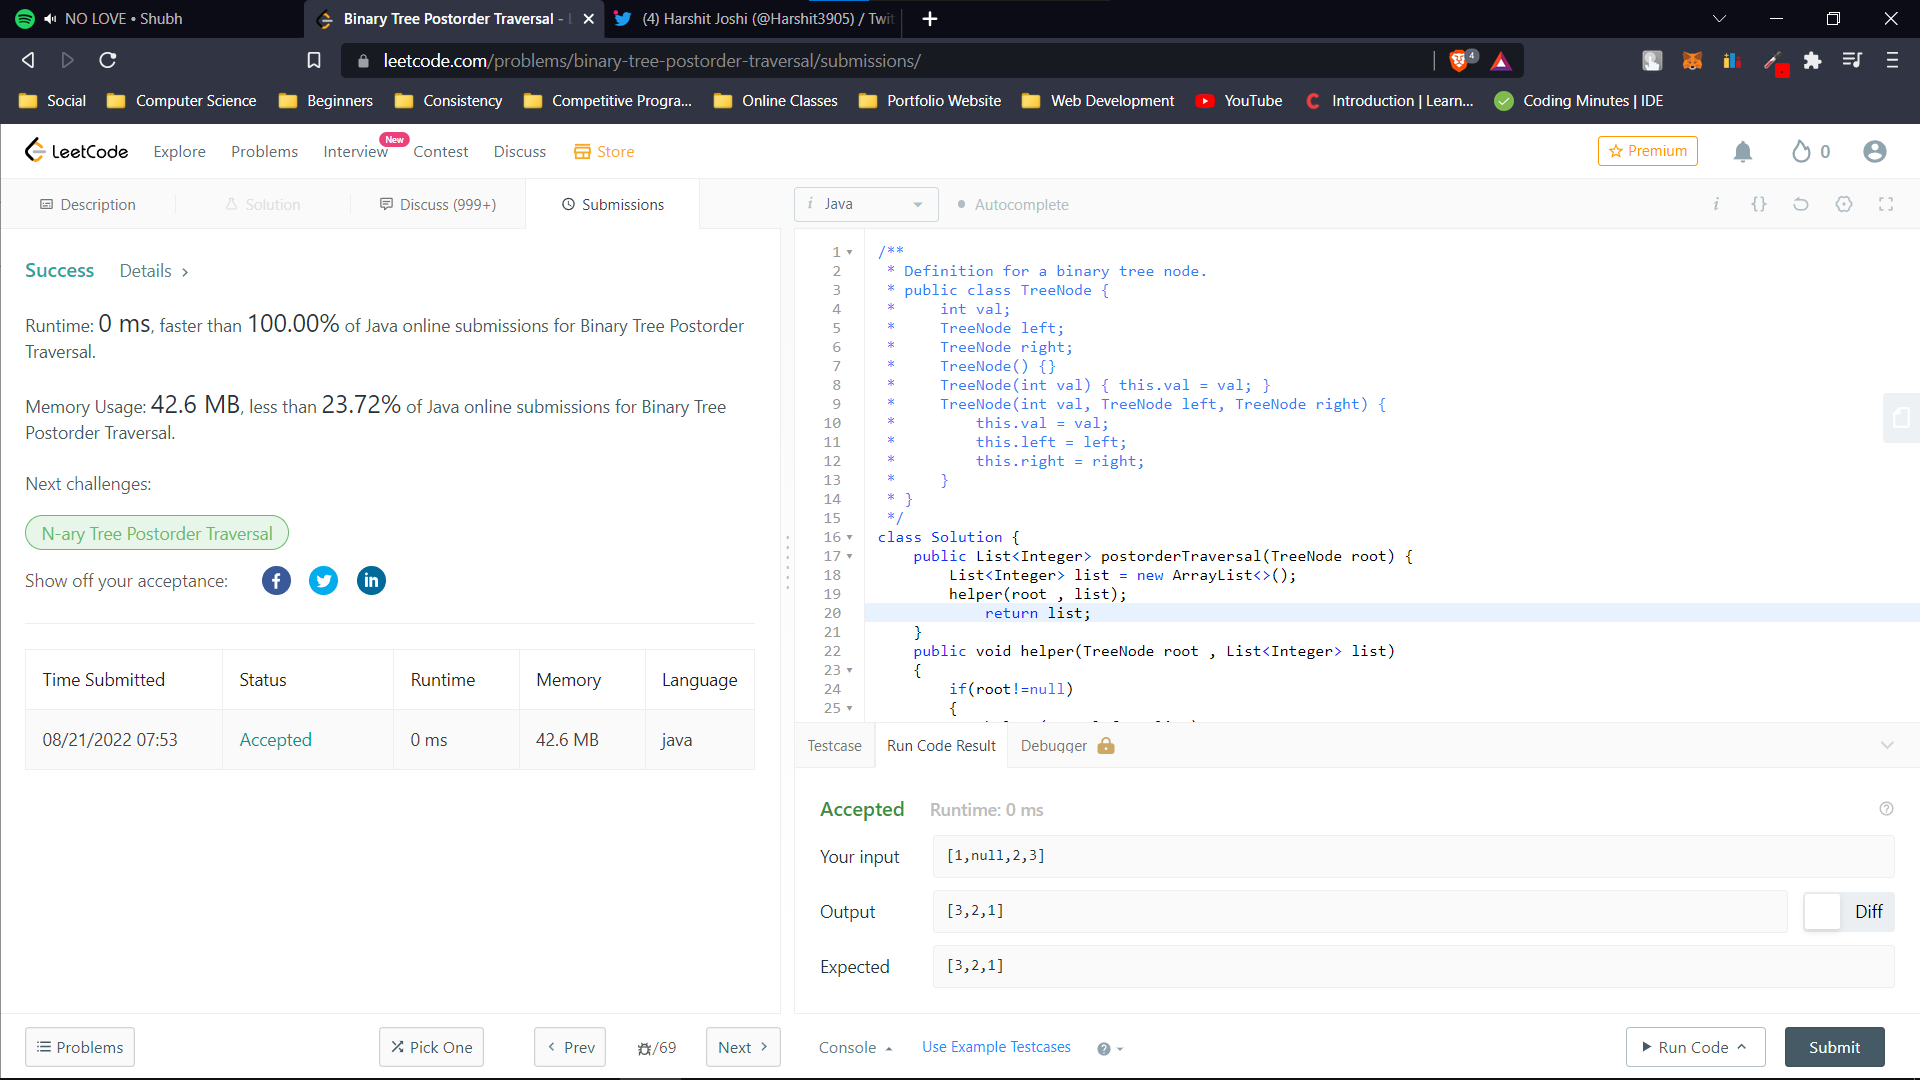 NO LOVE • Shubh
Binary Tree Postorder Traversal -
(4) Harshit Joshi (@Harshit3905) / Twit
leetcode.com/problems/binary-tree-postorder-traversal/submissions/
4
Social
Computer Science
Beginners
Consistency
Competitive Progra...
Online Classes
Portfolio Website
Web Development
YouTube
Introduction | Learn...
Coding Minutes | IDE
LeetCode
Explore
Problems
Interview
New
Contest
Discuss
Store
Premium
0
Description
Solution
Discuss (999+)
Submissions
i Java
Autocomplete
i {}
Success
Details >
Runtime: 0 ms, faster than 100.00% of Java online submissions for Binary Tree Postorder
Traversal.
Memory Usage: 42.6 MB, less than 23.72% of Java online submissions for Binary Tree
Postorder Traversal.
Next challenges:
N-ary Tree Postorder Traversal
Show off your acceptance:
Time Submitted Status Runtime Memory Language
08/21/2022 07:53 Accepted 0 ms 42.6 MB java
1 /**
2 * Definition for a binary tree node.
3 * public class TreeNode {
4 * int val;
5 * TreeNode left;
6 * TreeNode right;
7 * TreeNode() {}
8 * TreeNode(int val) { this.val = val; }
9 * TreeNode(int val, TreeNode left, TreeNode right) {
10 * this.val = val;
11 * this.left = left;
12 * this.right = right;
13 * }
14 * }
15 */
16 class Solution {
17 public List<Integer> postorderTraversal(TreeNode root) {
18 List<Integer> list = new ArrayList<>();
19 helper(root , list);
20 return list;
21 }
22 public void helper(TreeNode root , List<Integer> list)
23 {
24 if(root!=null)
25 {
Testcase
Run Code Result
Debugger
Accepted
Runtime: 0 ms
Your input
[1,null,2,3]
Output
[3,2,1]
Diff
Expected
[3,2,1]
Problems
Pick One
< Prev
/69
Next >
Console
Use Example Testcases
Run Code
Submit